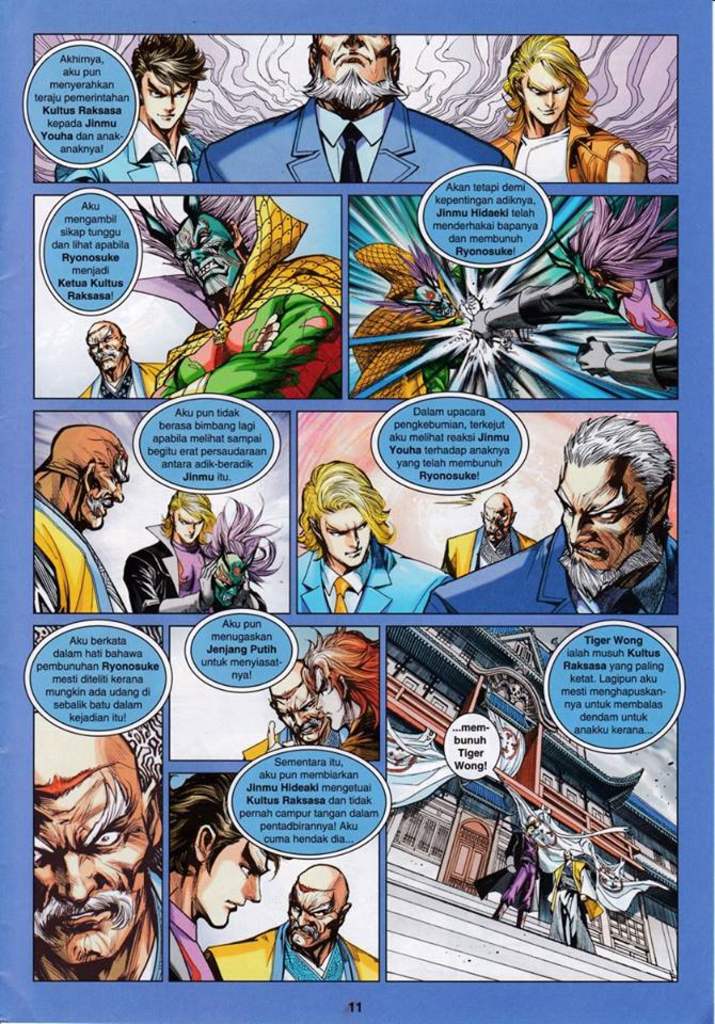 Akhirnya,
aku pun
menyerahkan
teraju pemerintahan
Kultus Raksasa
kepada Jinmu
Youha dan anak-
anaknya!
Aku
mengambil
sikap tunggu
dan lihat apabila
Ryonosuke
menjadi
Ketua Kultus
Raksasa!
Akan tetapi demi
kepentingan adiknya,
Jinmu Hidaeki telah
menderhakai bapanya
dan membunuh
Ryonosuke!
Aku pun tidak
berasa bimbang lagi
apabila melihat sampai
begitu erat persaudaraan
antara adik-beradik
Jinmu itu.
Dalam upacara
pengkebumian, terkejut
aku melihat reaksi Jinmu
Youha terhadap anaknya
yang telah membunuh
Ryonosuke!
Aku berkata
dalam hati bahawa
pembunuhan Ryonosuke
mesti diteliti kerana
mungkin ada udang di
sebalik batu dalam
kejadian itu!
Aku pun
menugaskan
Jenjang Putih
untuk menyiasat-
nya!
Sementara itu,
aku pun membiarkan
Jinmu Hideaki mengetuai
Kultus Raksasa dan tidak
pernah campur tangan dalam
pentadbirannya! Aku
cuma hendak dia...
...mem-
bunuh
Tiger
Wong!
Tiger Wong
ialah musuh Kultus
Raksasa yang paling
ketat. Lagipun aku
mesti menghapuskan-
nya untuk membalas
dendam untuk
anakku kerana...
11